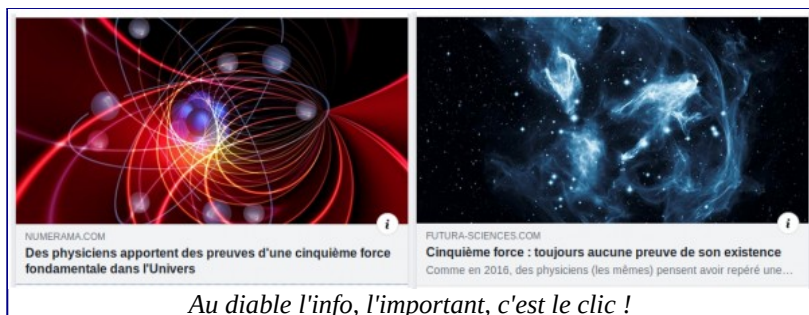 NUMERAMA.COM
Des physiciens apportent des preuves d'une cinquième force
fondamentale dans l'Univers
FUTURA-SCIENCES.COM
Cinquième force : toujours aucune preuve de son existence
Comme en 2016, des physiciens (les mêmes) pensent avoir repéré une...
Au diable l'info, l'important, c'est le clic !